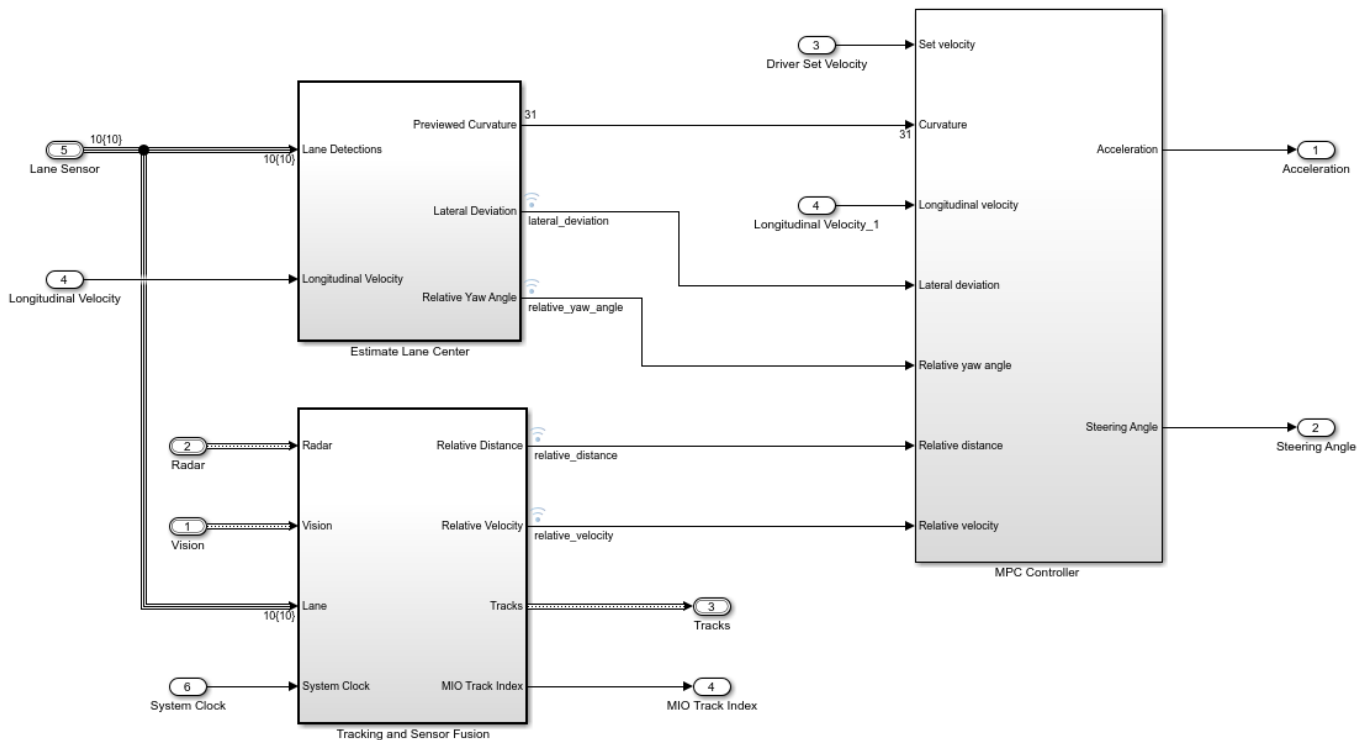 3
Driver Set Velocity
Set velocity
Previewed Curvature
31
31
Curvature
5
Lane Sensor
10{10}
10{10}
Lane Detections
Acceleration
1
Acceleration
Lateral Deviation
lateral_deviation
4
Longitudinal Velocity_1
Longitudinal velocity
4
Longitudinal Velocity
Longitudinal Velocity
Relative Yaw Angle
relative_yaw_angle
Lateral deviation
Estimate Lane Center
Relative yaw angle
2
Radar
Radar
Relative Distance
relative_distance
Relative distance
Steering Angle
2
Steering Angle
1
Vision
Vision
Relative Velocity
relative_velocity
Relative velocity
MPC Controller
10{10}
Lane
Tracks
3
Tracks
6
System Clock
System Clock
MIO Track Index
4
MIO Track Index
Tracking and Sensor Fusion